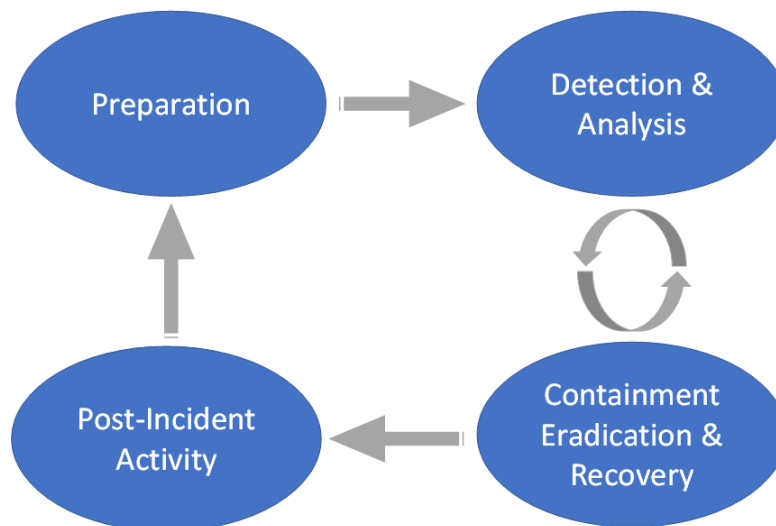 Preparation
Detection &
Analysis
Post-Incident
Activity
Containment
Eradication &
Recovery